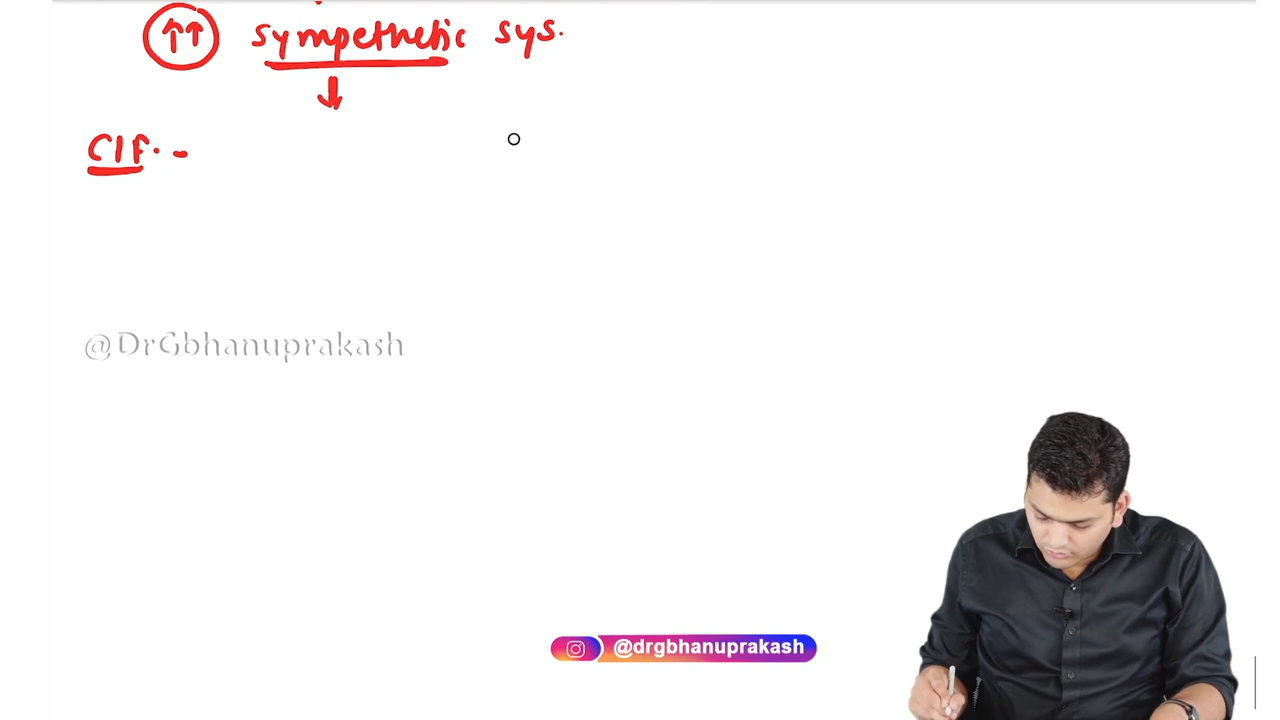 ↑↑ sympethetic sys.
↓
C/F. -
@DrGbhanuprakash
@drgbhanuprakash